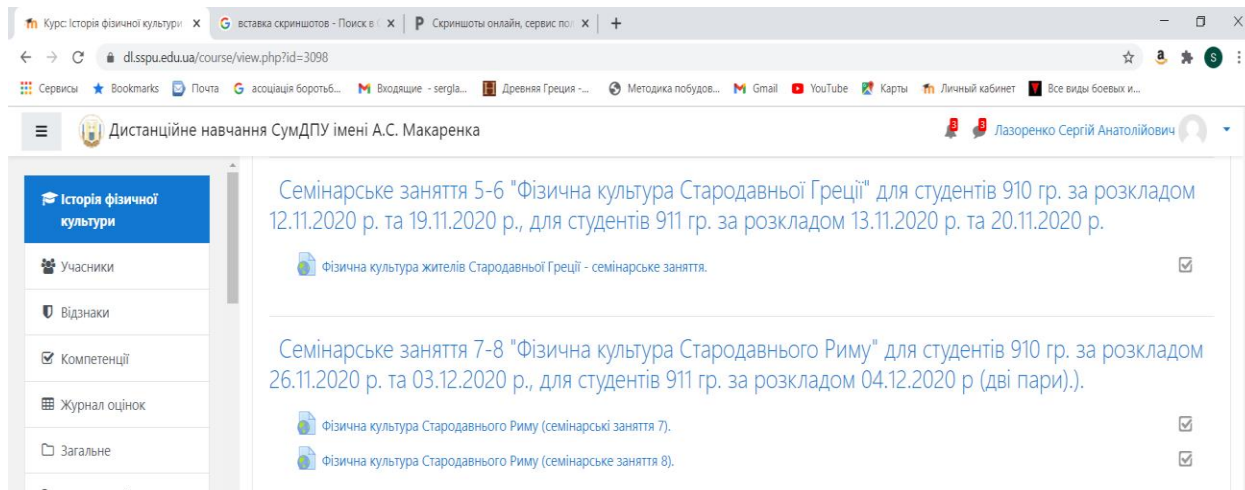 Курс: Історія фізичної культури
вставка скриншотов - Поиск в
Скриншоты онлайн, сервис пол
dl.sspu.edu.ua/course/view.php?id=3098
Сервисы Bookmarks Почта асоціація боротьб... Входящие - sergla... Древняя Греция -... Методика побудов... Gmail YouTube Карты Личный кабинет Все виды боевых и...
Дистанційне навчання СумДПУ імені А.С. Макаренка
3 3 Лазоренко Сергій Анатолійович
Історія фізичної
культури
Учасники
Відзнаки
Компетенції
Журнал оцінок
Загальне
Семінарське заняття 5-6 "Фізична культура Стародавньої Греції" для студентів 910 гр. за розкладом
12.11.2020 р. та 19.11.2020 р., для студентів 911 гр. за розкладом 13.11.2020 р. та 20.11.2020 р.
Фізична культура жителів Стародавньої Греції - семінарське заняття.
Семінарське заняття 7-8 "Фізична культура Стародавнього Риму" для студентів 910 гр. за розкладом
26.11.2020 р. та 03.12.2020 р., для студентів 911 гр. за розкладом 04.12.2020 р (дві пари).).
Фізична культура Стародавнього Риму (семінарські заняття 7).
Фізична культура Стародавнього Риму (семінарське заняття 8).